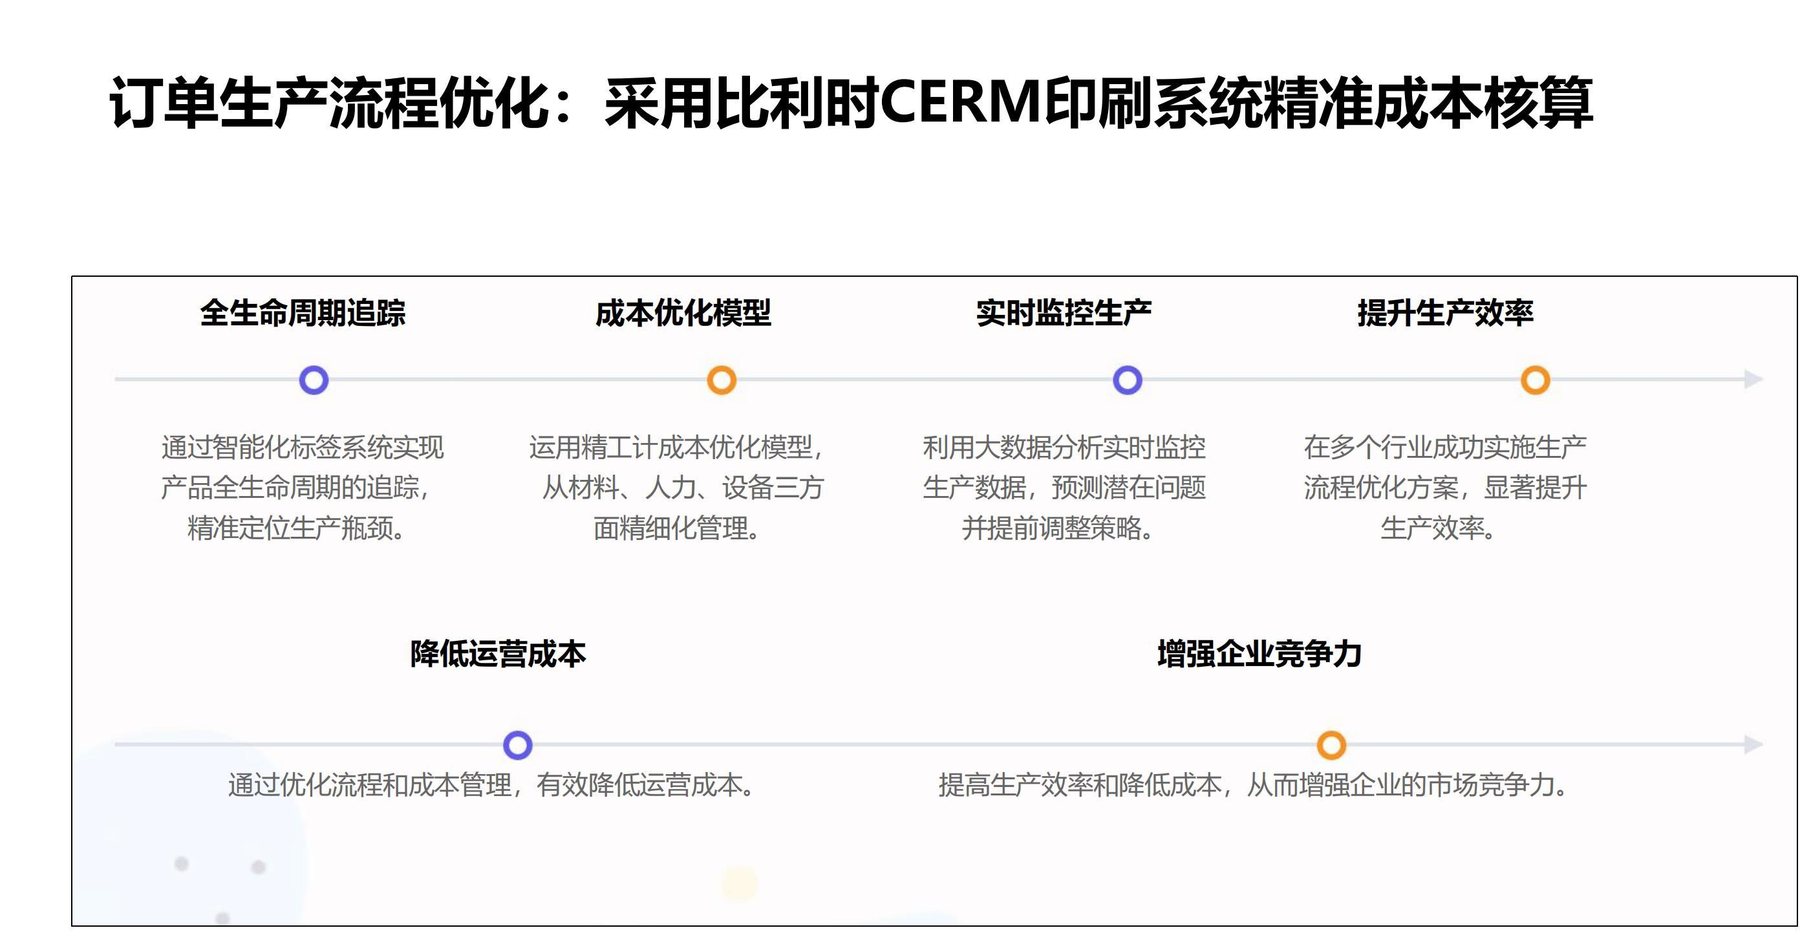 订单生产流程优化：采用比利时CERM印刷系统精准成本核算
全生命周期追踪
成本优化模型
实时监控生产
提升生产效率
通过智能化标签系统实现
产品全生命周期的追踪，
精准定位生产瓶颈。
运用精工计成本优化模型，
从材料、人力、设备三方
面精细化管理。
利用大数据分析实时监控
生产数据，预测潜在问题
并提前调整策略。
在多个行业成功实施生产
流程优化方案，显著提升
生产效率。
降低运营成本
增强企业竞争力
通过优化流程和成本管理，有效降低运营成本。
提高生产效率和降低成本，从而增强企业的市场竞争力。